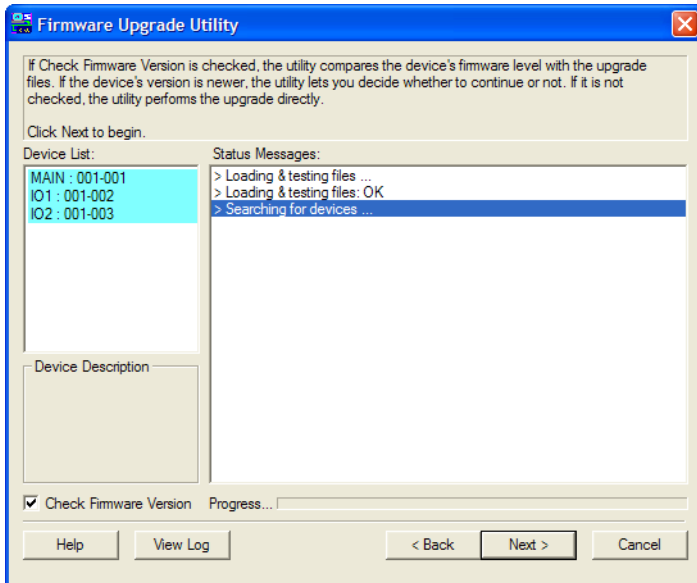 Firmware Upgrade Utility
If Check Firmware Version is checked, the utility compares the device's firmware level with the upgrade
files. If the device's version is newer, the utility lets you decide whether to continue or not. If it is not
checked, the utility performs the upgrade directly.
Click Next to begin.
Device List:
Status Messages:
MAIN : 001-001
IO1 : 001-002
IO2 : 001-003
> Loading & testing files ...
> Loading & testing files: OK
> Searching for devices ...
Device Description
Check Firmware Version
Progress...
Help
View Log
< Back
Next >
Cancel